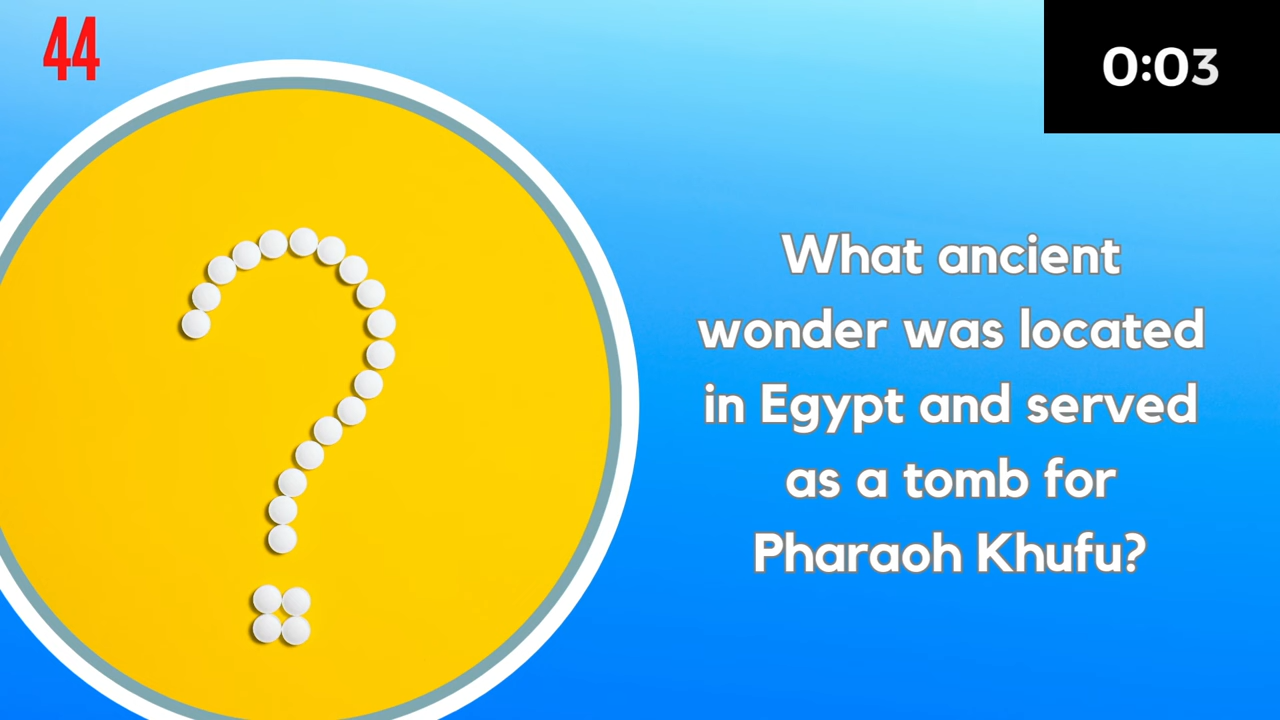 44
0:03
What ancient
wonder was located
in Egypt and served
as a tomb for
Pharaoh Khufu?